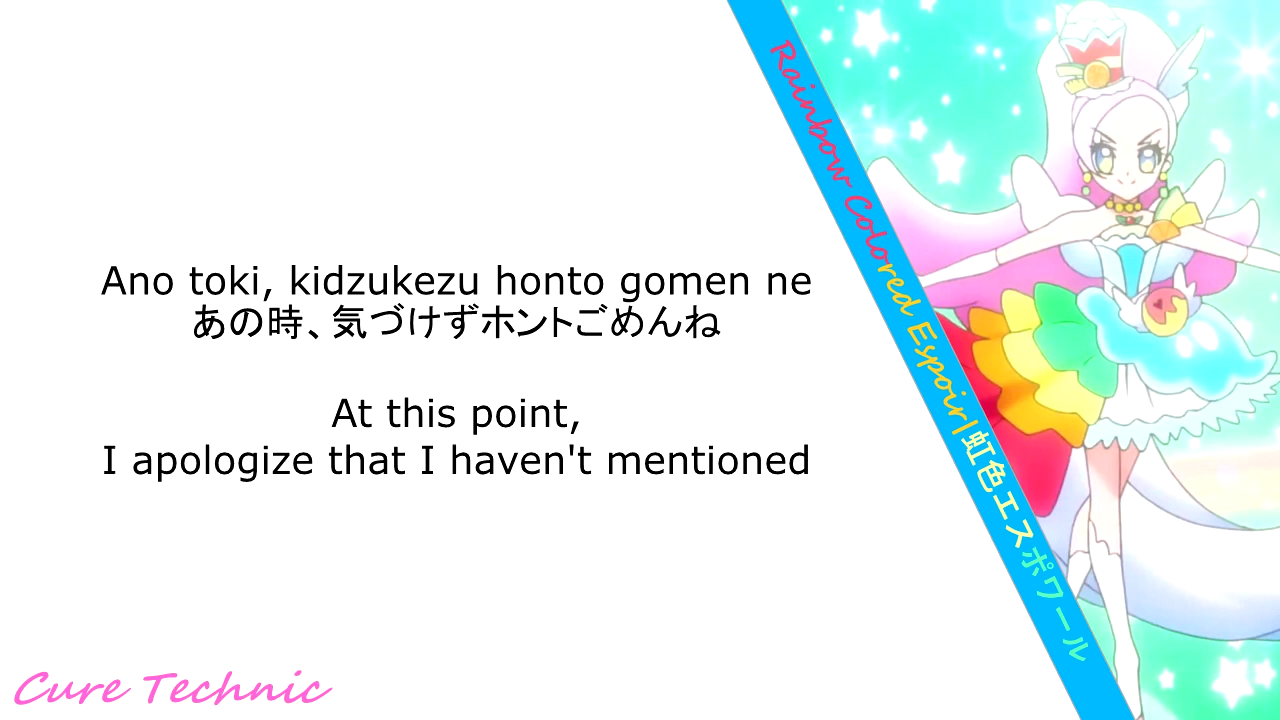 Ano toki, kidzukezu honto gomen ne
あの時、気づけずホントごめんね
At this point,
I apologize that I haven't mentioned
Rainbow Colored Espoir|虹色エスポワール
Cure Technic